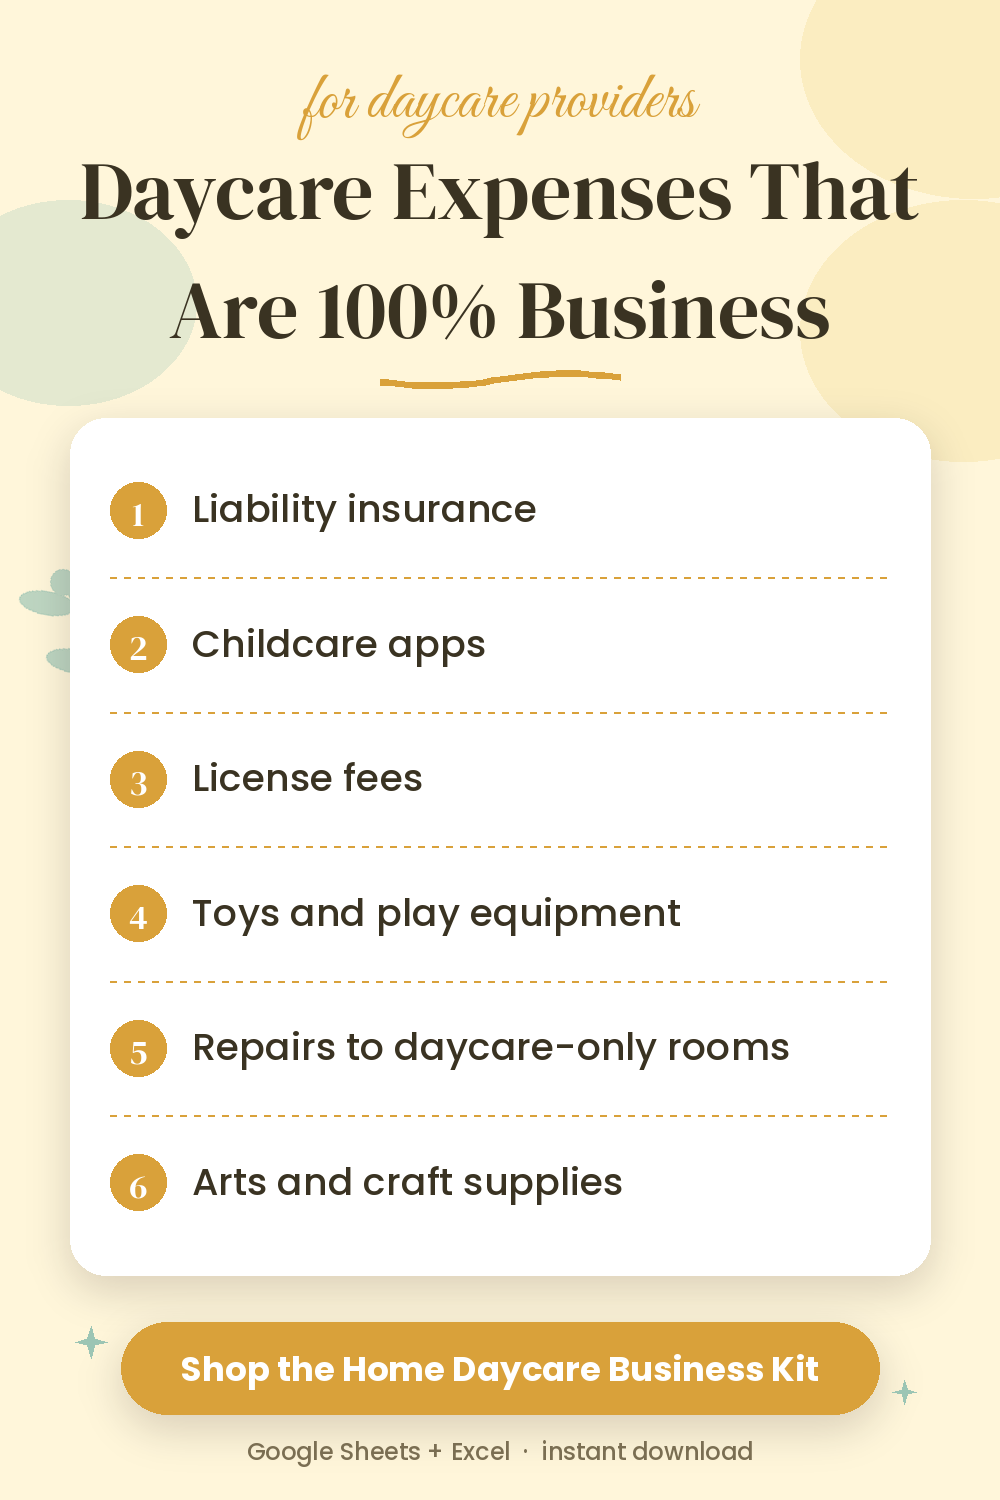 for daycare providers
Daycare Expenses That
Are 100% Business
1 Liability insurance
2 Childcare apps
3 License fees
4 Toys and play equipment
5 Repairs to daycare-only rooms
6 Arts and craft supplies
Shop the Home Daycare Business Kit
Google Sheets + Excel · instant download